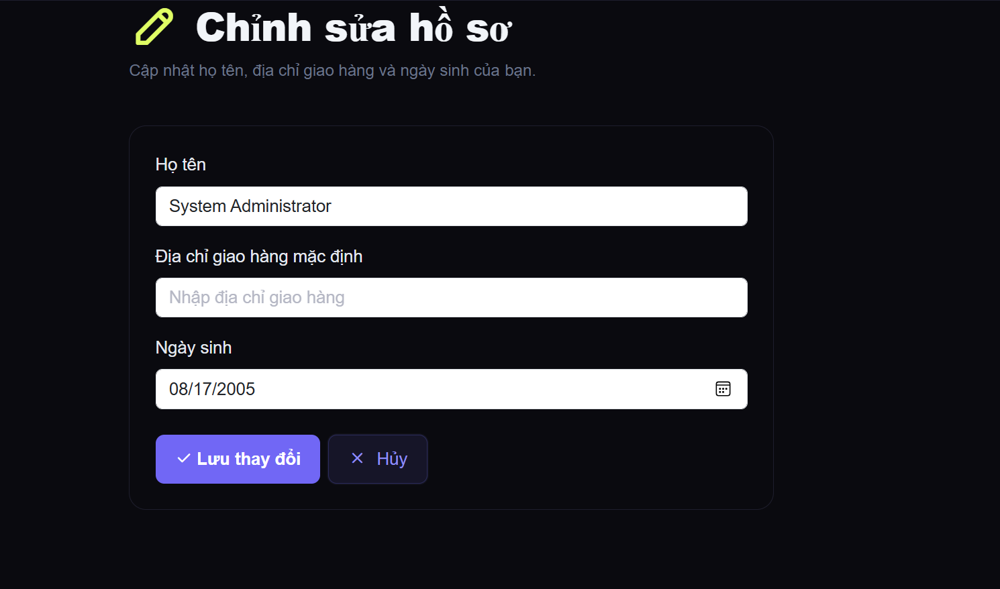 Chỉnh sửa hồ sơ
Cập nhật họ tên, địa chỉ giao hàng và ngày sinh của bạn.
Họ tên
System Administrator
Địa chỉ giao hàng mặc định
Nhập địa chỉ giao hàng
Ngày sinh
08/17/2005
Lưu thay đổi
Hủy